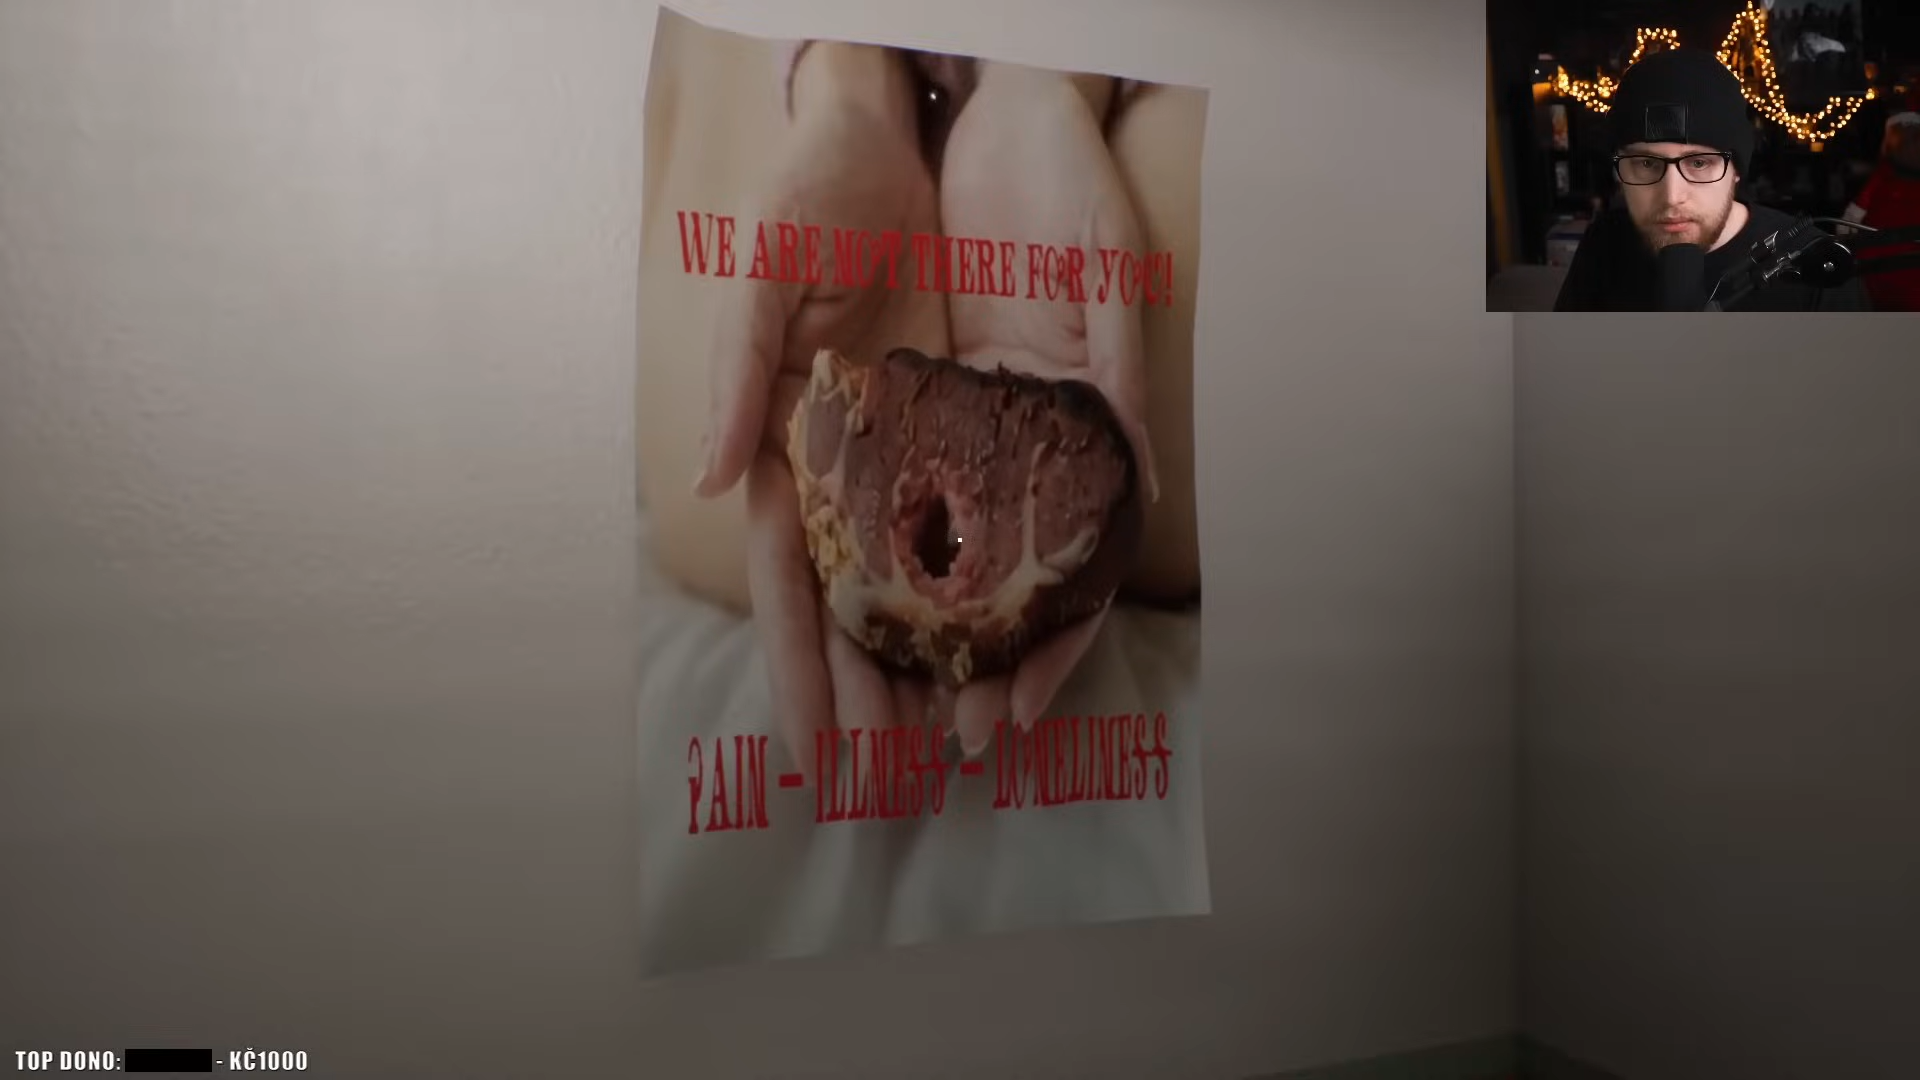 WE ARE NOT THERE FOR YOU!
PAIN - ILLNESS - LONELINESS
TOP DONO: - KČ1000